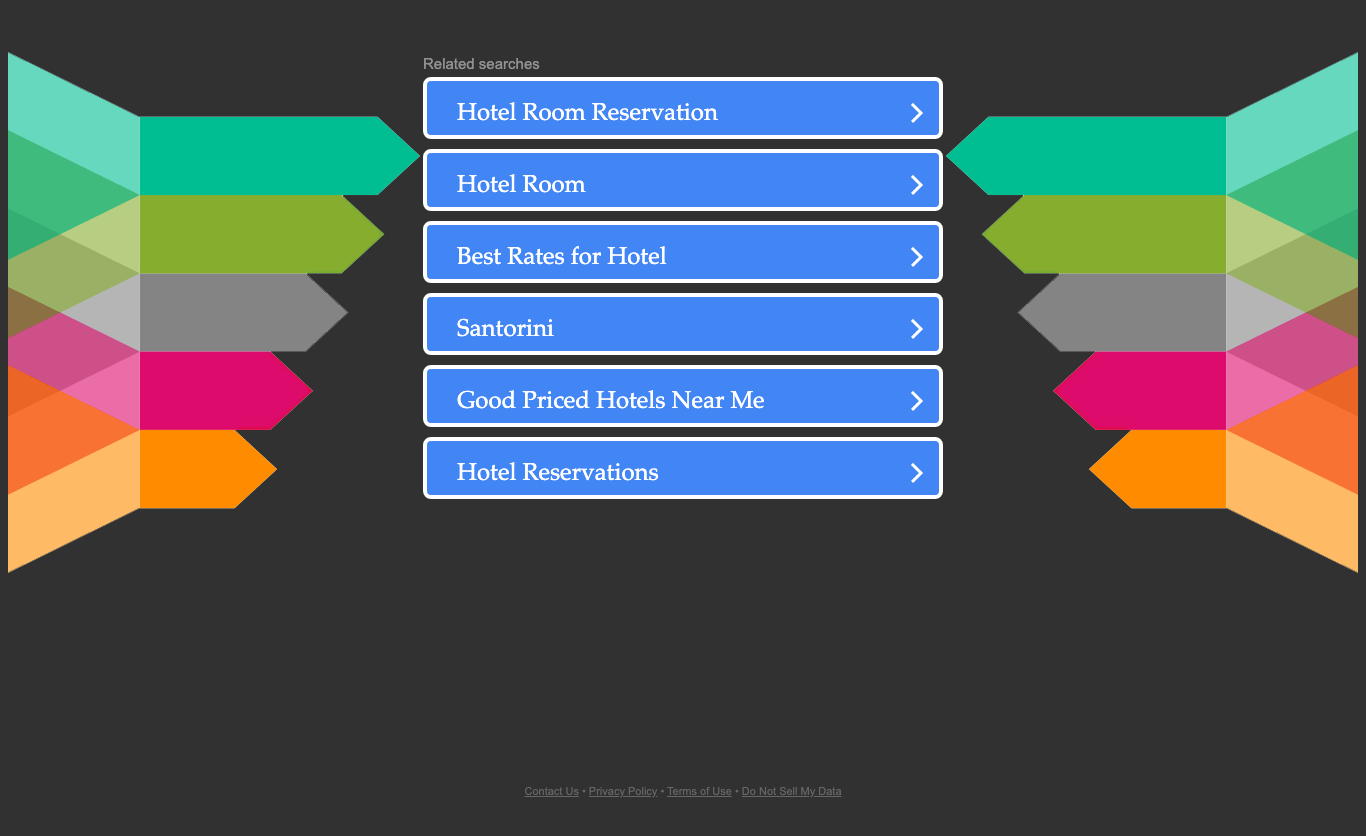 Related searches
Hotel Room Reservation
Hotel Room
Best Rates for Hotel
Santorini
Good Priced Hotels Near Me
Hotel Reservations
Contact Us • Privacy Policy • Terms of Use • Do Not Sell My Data